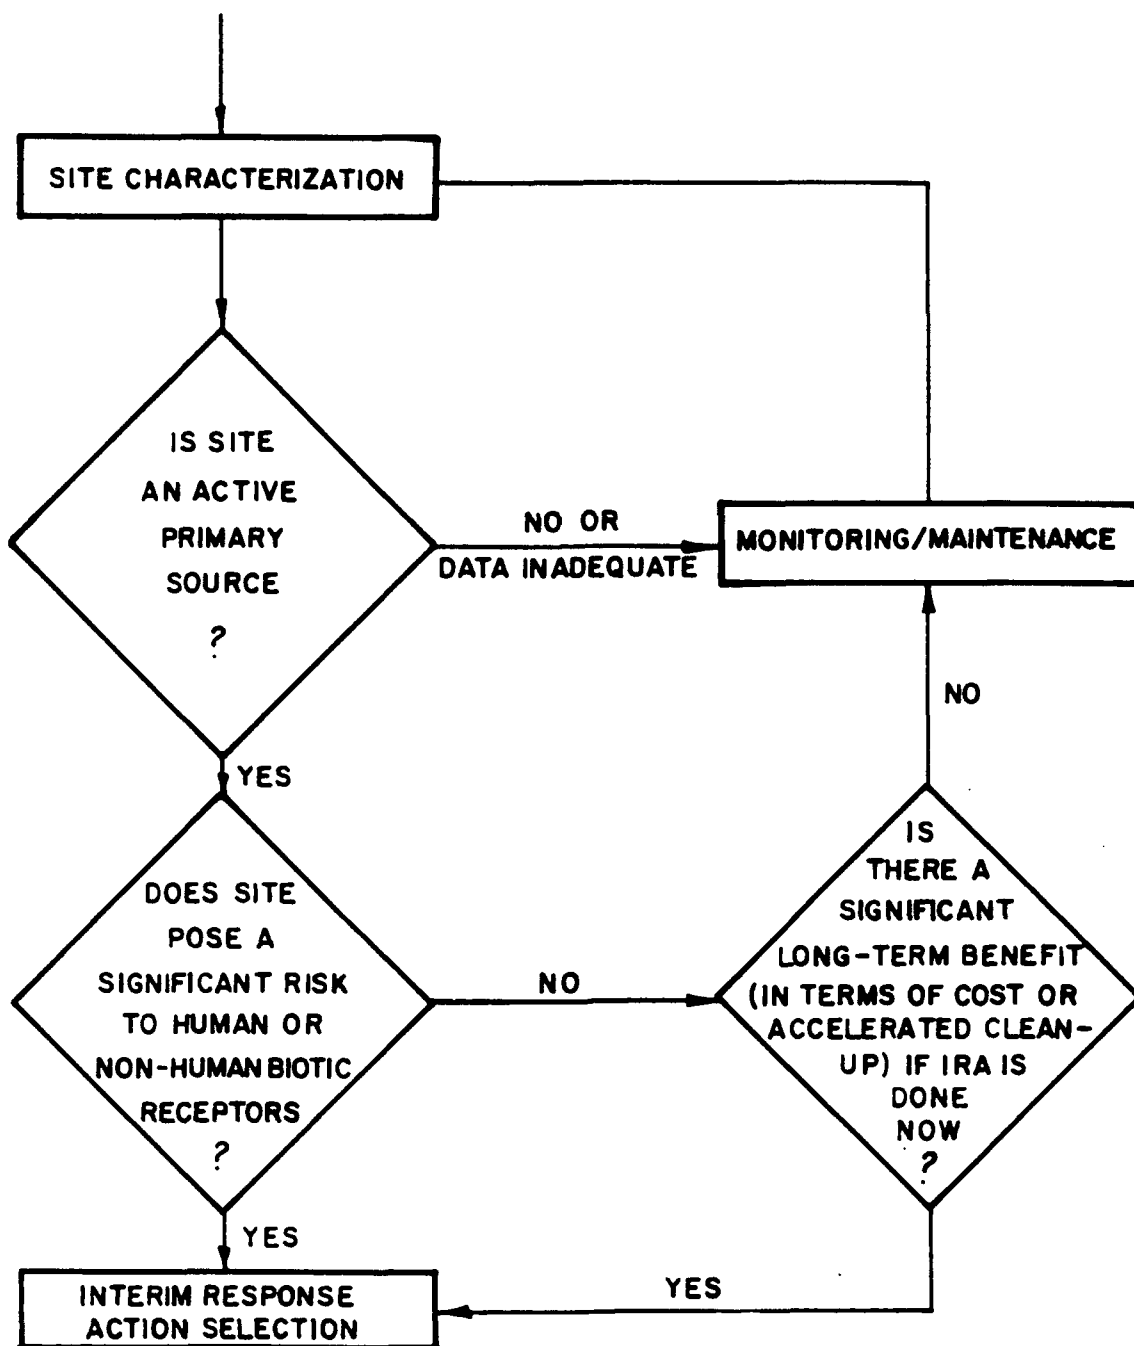 SITE CHARACTERIZATION
IS SITE
AN ACTIVE
PRIMARY
SOURCE
?
NO OR
DATA INADEQUATE
MONITORING/MAINTENANCE
YES
NO
DOES SITE
POSE A
SIGNIFICANT RISK
TO HUMAN OR
NON-HUMAN BIOTIC
RECEPTORS
?
NO
IS
THERE A
SIGNIFICANT
LONG-TERM BENEFIT
(IN TERMS OF COST OR
ACCELERATED CLEAN-
UP) IF IRA IS
DONE
NOW
?
YES
YES
INTERIM RESPONSE
ACTION SELECTION